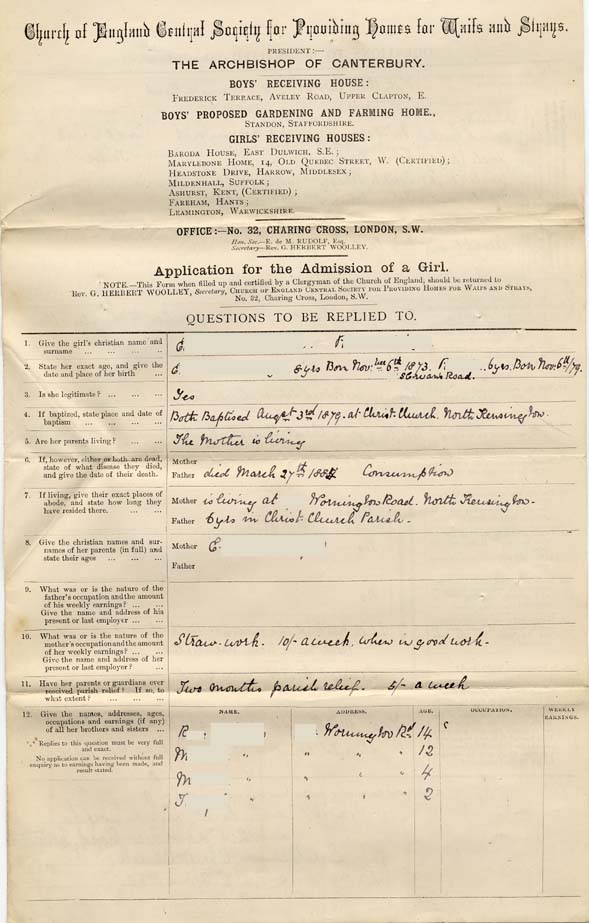 Church of England Central Society for Providing Homes for Waifs and Strays.
PRESIDENT:—
THE ARCHBISHOP OF CANTERBURY.
BOYS' RECEIVING HOUSE:
FREDERICK TERRACE, AVELEY ROAD, UPPER CLAPTON, E.
BOYS' PROPOSED GARDENING AND FARMING HOME.,
STANDON, STAFFORDSHIRE.
GIRLS' RECEIVING HOUSES:
BARODA HOUSE, EAST DULWICH, S.E.;
MARYLEBONE HOME, 14, OLD QUEBEC STREET, W. (CERTIFIED);
HEADSTONE DRIVE, HARROW, MIDDLESEX;
MILDENHALL, SUFFOLK;
ASHURST, KENT, (CERTIFIED);
FAREHAM, HANTS;
LEAMINGTON, WARWICKSHIRE.
OFFICE:—No. 32, CHARING CROSS, LONDON, S.W.
Hon. Sec.—E. de M. RUDOLF, Esq.
Secretary—Rev. G. HERBERT WOOLLEY.
Application for the Admission of a Girl.
NOTE.—This Form when filled up and certified by a Clergyman of the Church of England, should be returned to
Rev. G. HERBERT WOOLLEY, Secretary, CHURCH OF ENGLAND CENTRAL SOCIETY FOR PROVIDING HOMES FOR WAIFS AND STRAYS,
No. 32, Charing Cross, London, S.W.
QUESTIONS TO BE REPLIED TO.
1. Give the girl's christian name and
surname
E. F.
2. State her exact age, and give the
date and place of her birth
E. 8yrs Born Nov. 6th 1873. F. 6yrs. Born Nov 6th/79.
Road.
3. Is she legitimate?
Yes
4. If baptized, state place and date of
baptism
Both Baptised Augst 3rd 1879. at Christ Church. North Kensington.
5. Are her parents living?
The Mother is living
6. If, however, either or both are dead,
state of what disease they died,
and give the date of their death.
Mother
Father died March 27th Consumption
7. If living, give their exact places of
abode, and state how long they
have resided there.
Mother is living at Wornington Road. North Kensington.
Father 6yrs in Christ Church Parish.
8. Give the christian names and sur-
names of her parents (in full) and
state their ages
Mother E.
Father
9. What was or is the nature of the
father's occupation and the amount
of his weekly earnings?
Give the name and address of his
present or last employer
10. What was or is the nature of the
mother's occupation and the amount
of her weekly earnings?
Give the name and address of her
present or last employer?
Straw-work. 10/- a week, when in good work.
11. Have her parents or guardians ever
received parish relief? If so, to
what extent?
Two months parish relief. 5/- a week
12. Give the names, addresses, ages,
occupations and earnings (if any)
of all her brothers and sisters
Replies to this question must be very full
and exact.
No application can be received without full
enquiry as to earnings having been made, and
result stated.
NAME. ADDRESS. AGE. OCCUPATION. WEEKLY EARNINGS.
R Wornington Rd 14
M " " " 12
M " " " 4
" " " 2